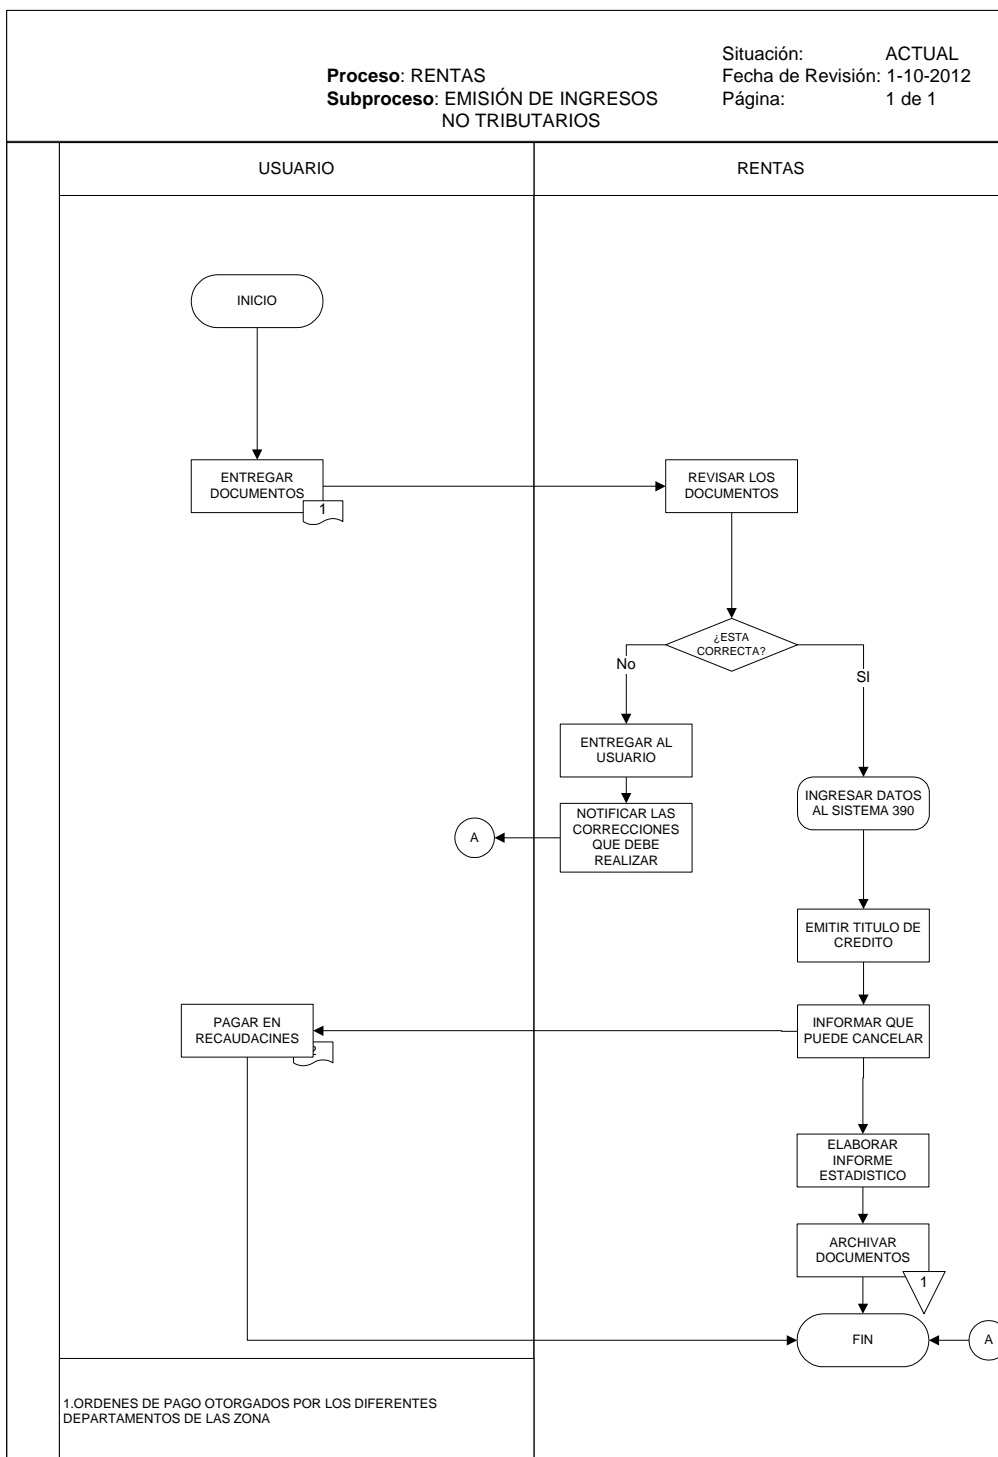 Proceso: RENTAS
Subproceso: EMISIÓN DE INGRESOS
NO TRIBUTARIOS
Situación: ACTUAL
Fecha de Revisión: 1-10-2012
Página: 1 de 1
USUARIO
RENTAS
INICIO
ENTREGAR
DOCUMENTOS
1
REVISAR LOS
DOCUMENTOS
¿ESTA
CORRECTA?
No
SI
ENTREGAR AL
USUARIO
INGRESAR DATOS
AL SISTEMA 390
NOTIFICAR LAS
CORRECCIONES
QUE DEBE
REALIZAR
A
EMITIR TITULO DE
CREDITO
INFORMAR QUE
PUEDE CANCELAR
PAGAR EN
RECAUDACINES
2
ELABORAR
INFORME
ESTADISTICO
ARCHIVAR
DOCUMENTOS
1
FIN
A
1.ORDENES DE PAGO OTORGADOS POR LOS DIFERENTES
DEPARTAMENTOS DE LAS ZONA